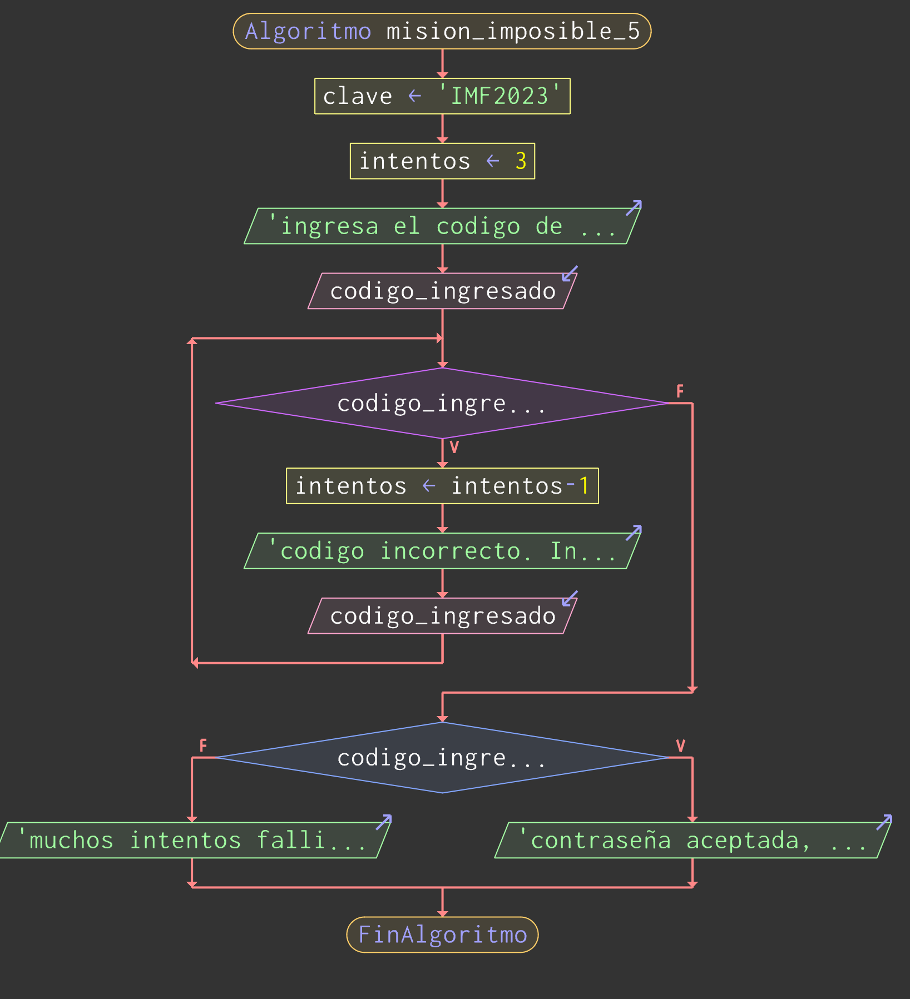 Algoritmo mision_imposible_5
clave ← 'IMF2023'
intentos ← 3
'ingresa el codigo de ...
codigo_ingresado
codigo_ingre...
F
V
intentos ← intentos-1
'codigo incorrecto. In...
codigo_ingresado
F
codigo_ingre...
V
'muchos intentos falli...
'contraseña aceptada, ...
FinAlgoritmo